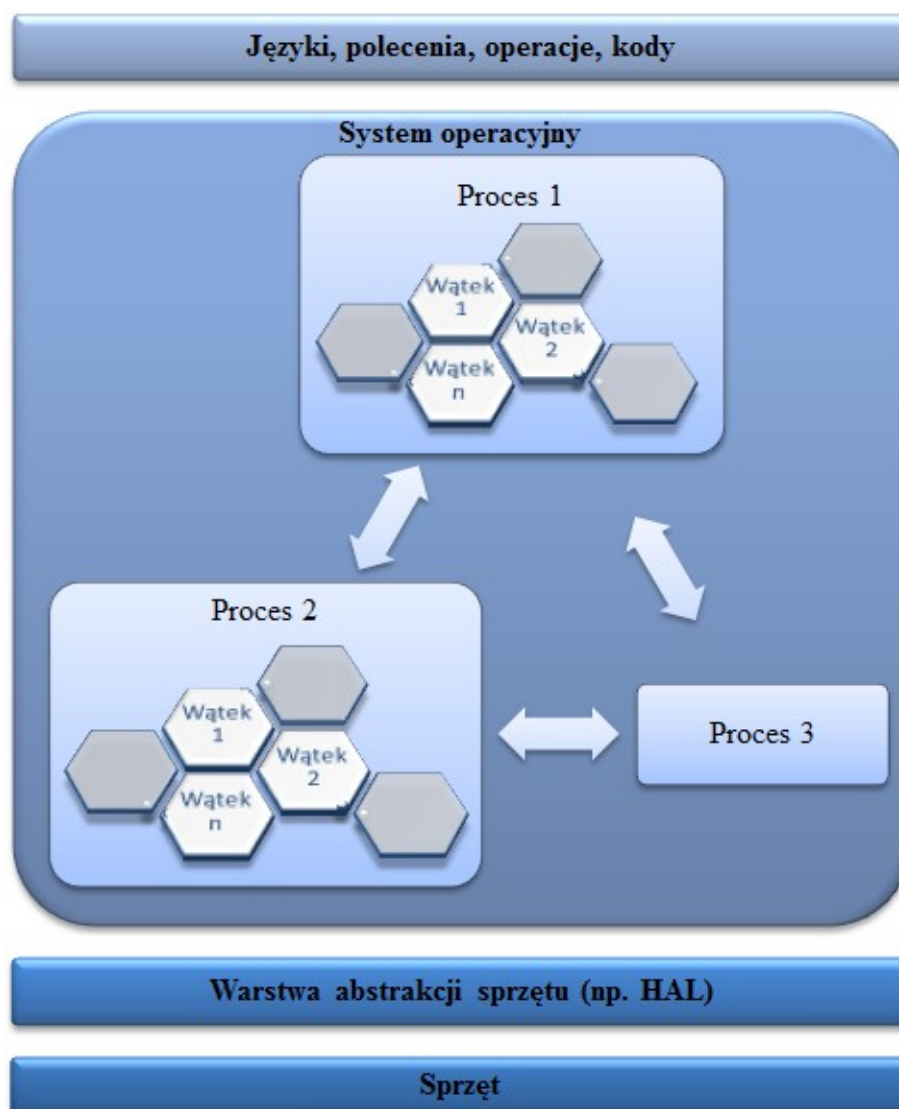 Języki, polecenia, operacje, kody
System operacyjny
Proces 1
Wątek
1
Wątek
2
Wątek
n
Proces 2
Wątek
1
Wątek
2
Wątek
n
Proces 3
Warstwa abstrakcji sprzętu (np. HAL)
Sprzęt